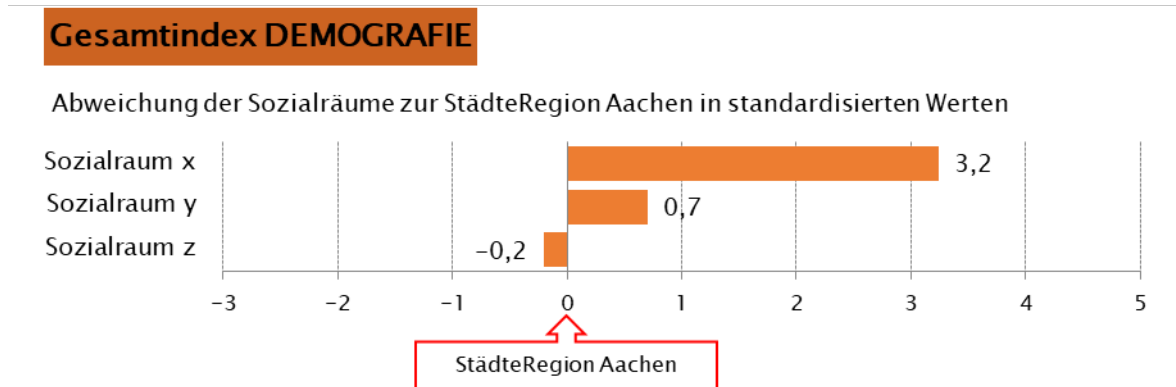 Gesamtindex DEMOGRAFIE
Abweichung der Sozialräume zur StädteRegion Aachen in standardisierten Werten
Sozialraum x 3,2
Sozialraum y 0,7
Sozialraum z −0,2
−3 −2 −1 0 1 2 3 4 5
StädteRegion Aachen